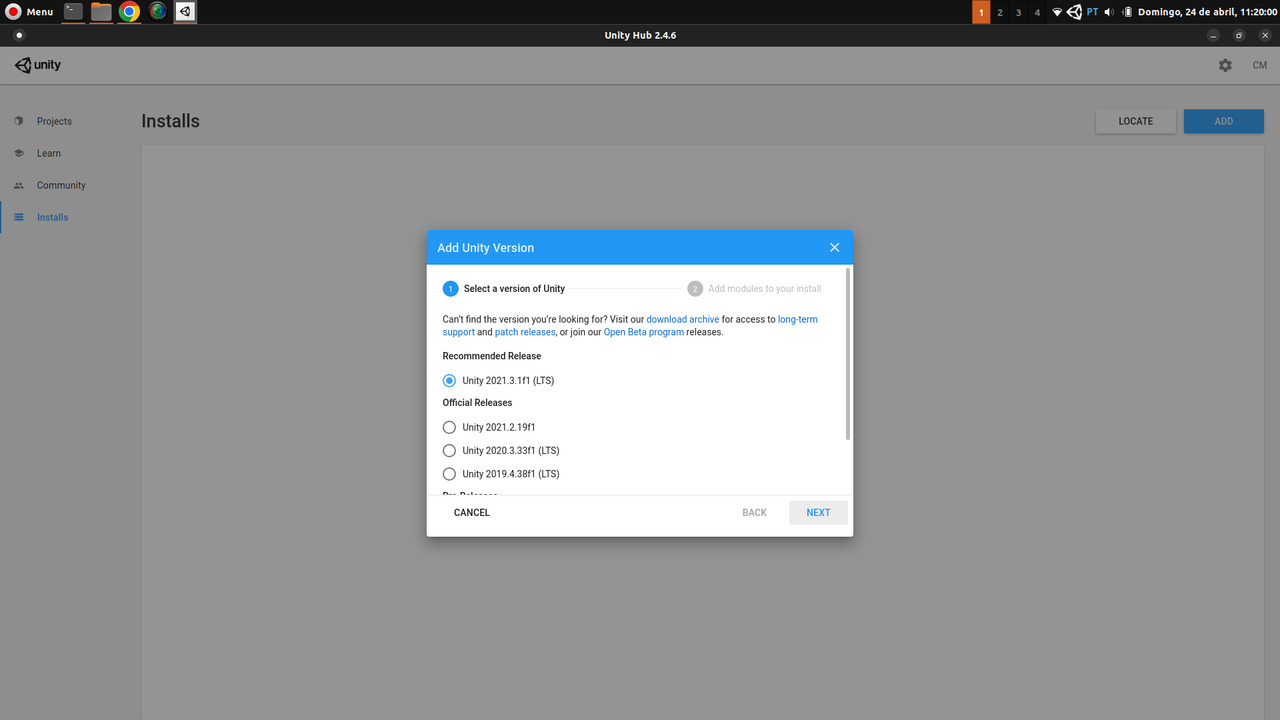 Menu
1 2 3 4 PT Domingo, 24 de abril, 11:20:00
Unity Hub 2.4.6
unity
CM
Projects
Learn
Community
Installs
Installs
LOCATE
ADD
Add Unity Version
1 Select a version of Unity
2 Add modules to your install
Can't find the version you're looking for? Visit our download archive for access to long-term
support and patch releases, or join our Open Beta program releases.
Recommended Release
Unity 2021.3.1f1 (LTS)
Official Releases
Unity 2021.2.19f1
Unity 2020.3.33f1 (LTS)
Unity 2019.4.38f1 (LTS)
CANCEL
BACK
NEXT